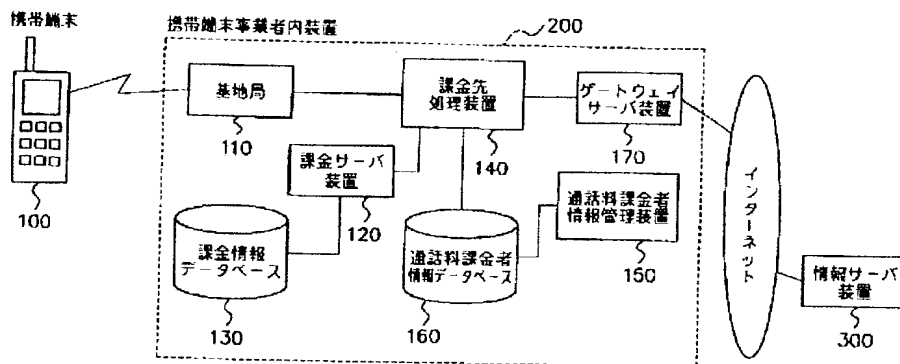 携帯端末
100
携帯端末事業者内装置
200
基地局
110
課金先
処理装置
140
ゲートウェイ
サーバ装置
170
課金サーバ
装置
120
通話料課金者
情報管理装置
150
課金情報
データベース
130
通話料課金者
情報データベース
160
インターネット
情報サーバ
装置
300